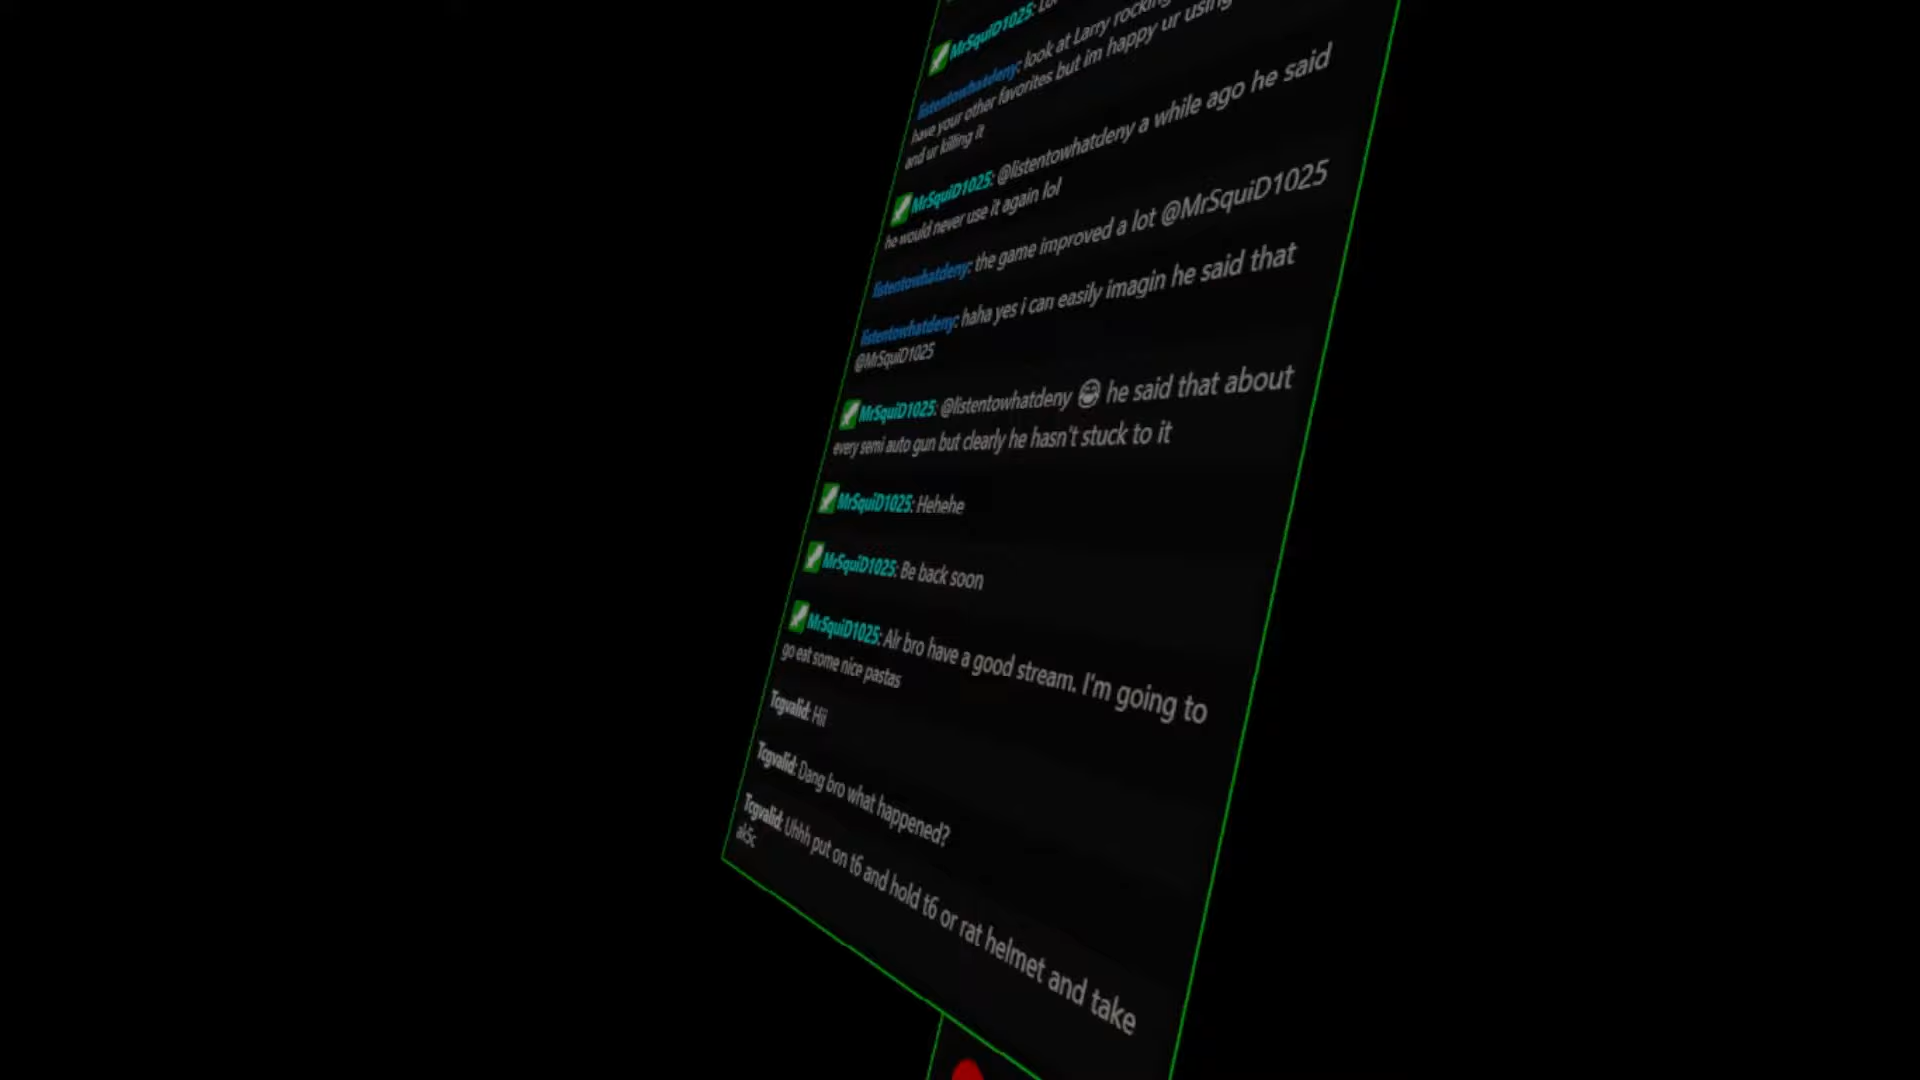 MrSquiD1025:
listentowhatdeny: look at Larry rocking
have your other favorites but im happy ur using
and ur killing it
MrSquiD1025: @listentowhatdeny a while ago he said
he would never use it again lol
listentowhatdeny: the game improved a lot @MrSquiD1025
listentowhatdeny: haha yes i can easily imagin he said that
@MrSquiD1025
MrSquiD1025: @listentowhatdeny 😂 he said that about
every semi auto gun but clearly he hasn't stuck to it
MrSquiD1025: Hehehe
MrSquiD1025: Be back soon
MrSquiD1025: Alr bro have a good stream. I'm going to
go eat some nice pastas
Tcgvalid: Hii
Tcgvalid: Dang bro what happened?
Tcgvalid: Uhhh put on t6 and hold t6 or rat helmet and take
ak5c